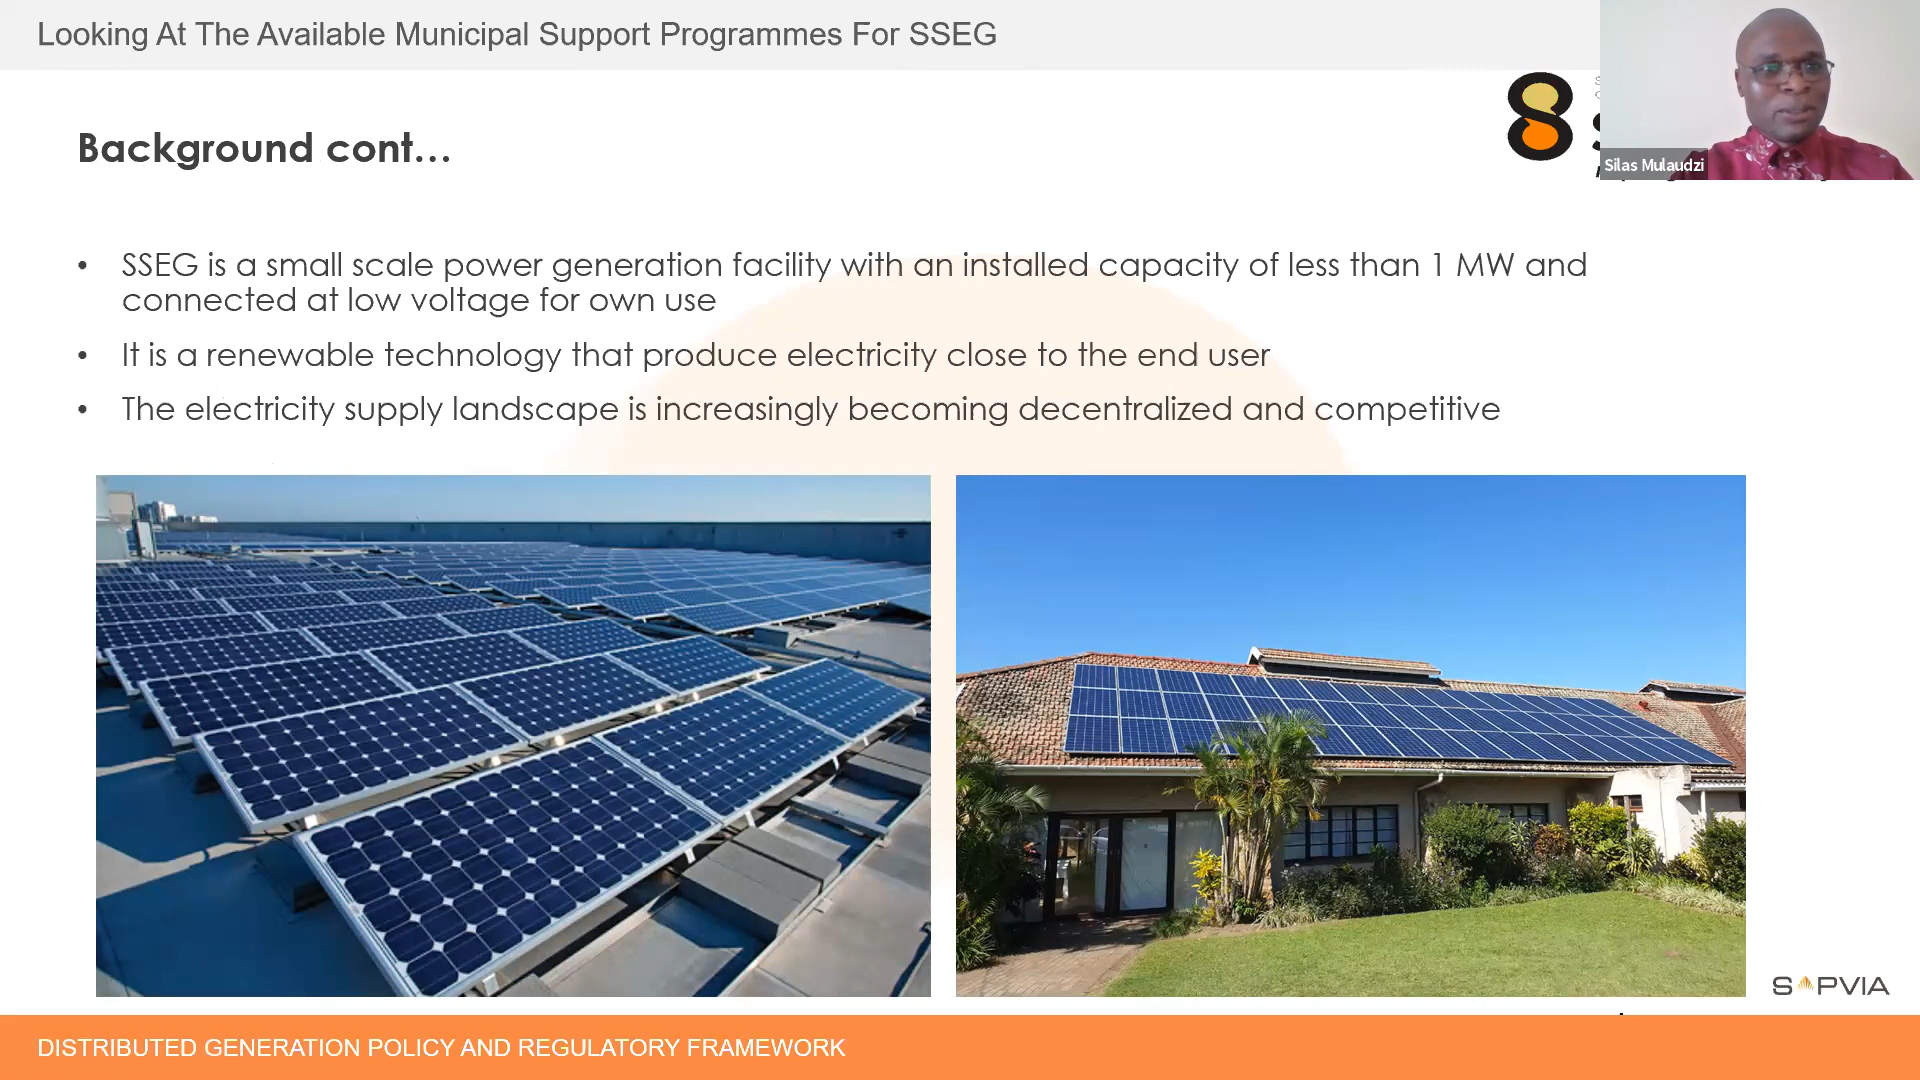 Looking At The Available Municipal Support Programmes For SSEG
Silas Mulaudzi
Background cont...
• SSEG is a small scale power generation facility with an installed capacity of less than 1 MW and
connected at low voltage for own use
• It is a renewable technology that produce electricity close to the end user
• The electricity supply landscape is increasingly becoming decentralized and competitive
SAPVIA
DISTRIBUTED GENERATION POLICY AND REGULATORY FRAMEWORK